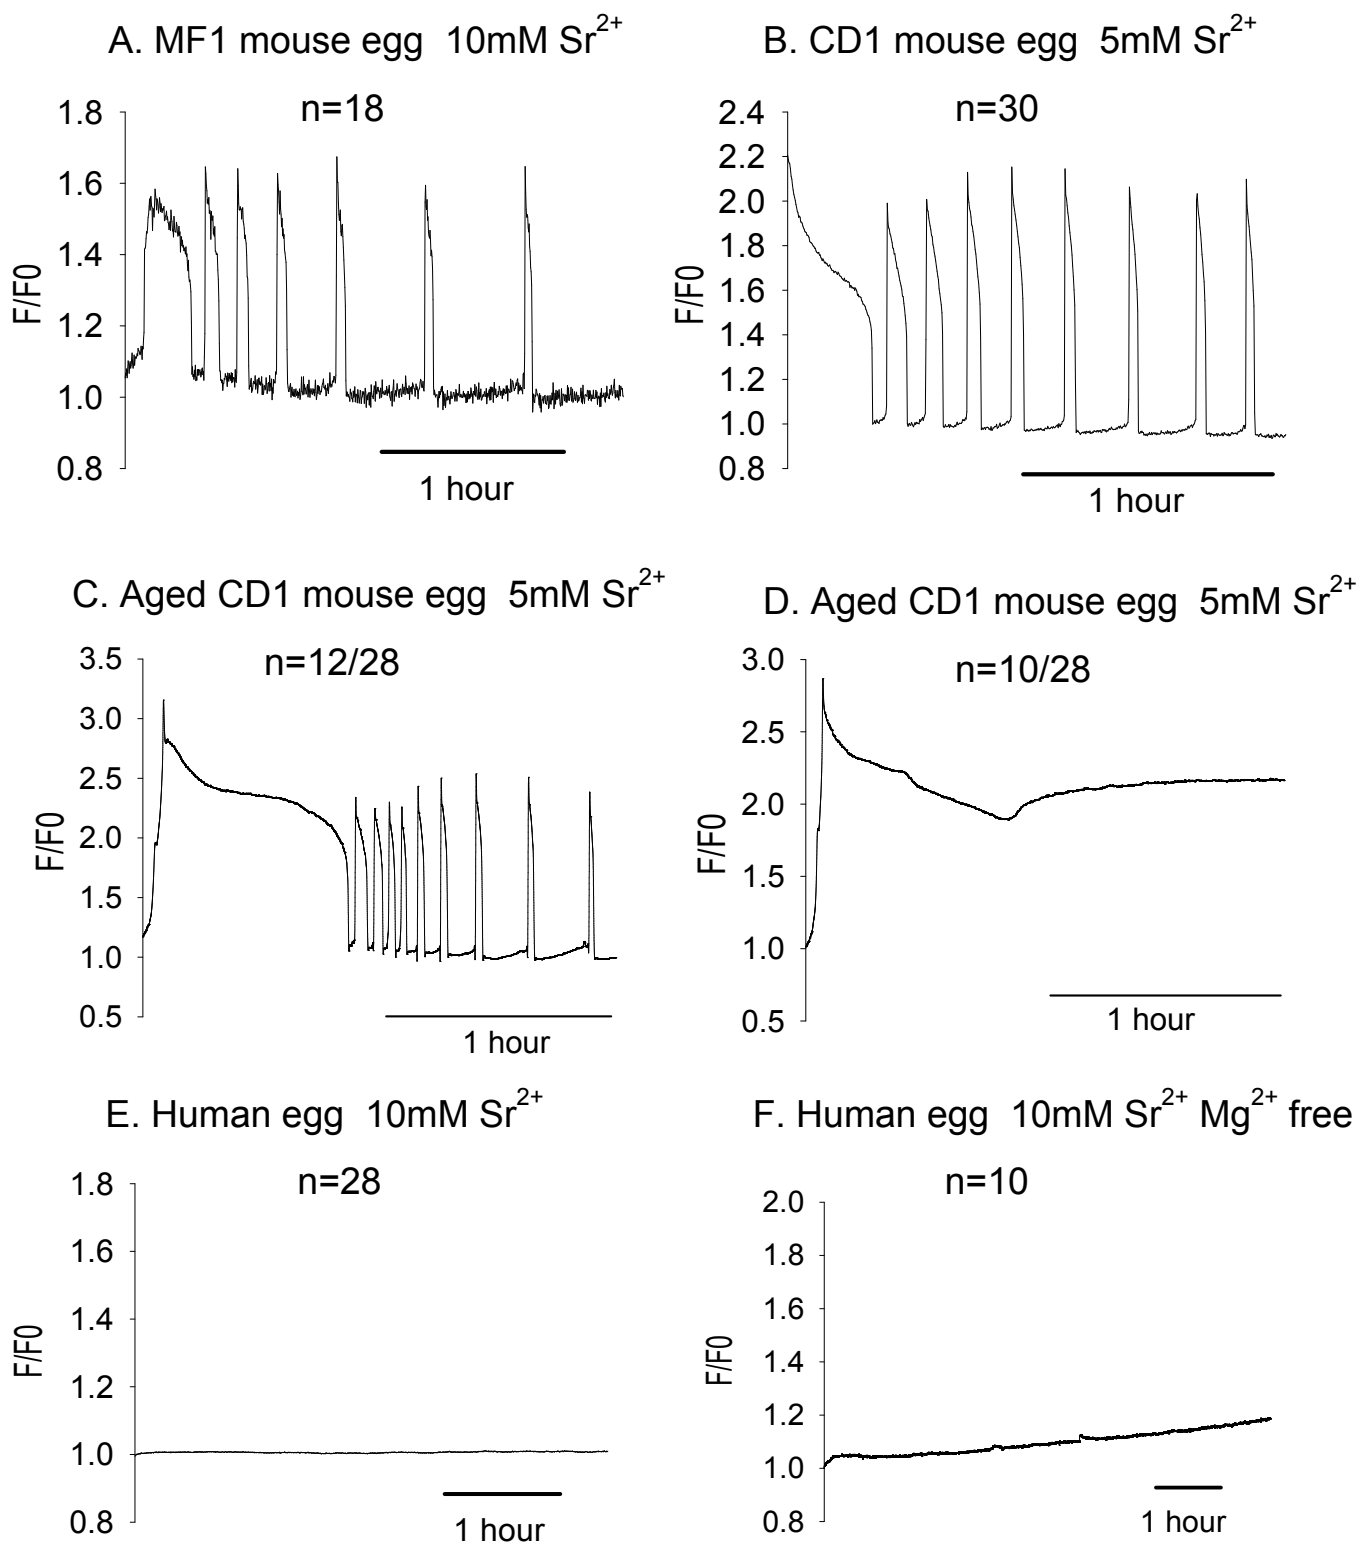 A. MF1 mouse egg 10mM Sr2+
n=18
1.8
1.6
1.4
1.2
1.0
0.8
F/F0
1 hour
B. CD1 mouse egg 5mM Sr2+
n=30
2.4
2.2
2.0
1.8
1.6
1.4
1.2
1.0
0.8
F/F0
1 hour
C. Aged CD1 mouse egg 5mM Sr2+
n=12/28
3.5
3.0
2.5
2.0
1.5
1.0
0.5
F/F0
1 hour
D. Aged CD1 mouse egg 5mM Sr2+
n=10/28
3.0
2.5
2.0
1.5
1.0
0.5
F/F0
1 hour
E. Human egg 10mM Sr2+
n=28
1.8
1.6
1.4
1.2
1.0
0.8
F/F0
1 hour
F. Human egg 10mM Sr2+ Mg2+ free
n=10
2.0
1.8
1.6
1.4
1.2
1.0
0.8
F/F0
1 hour